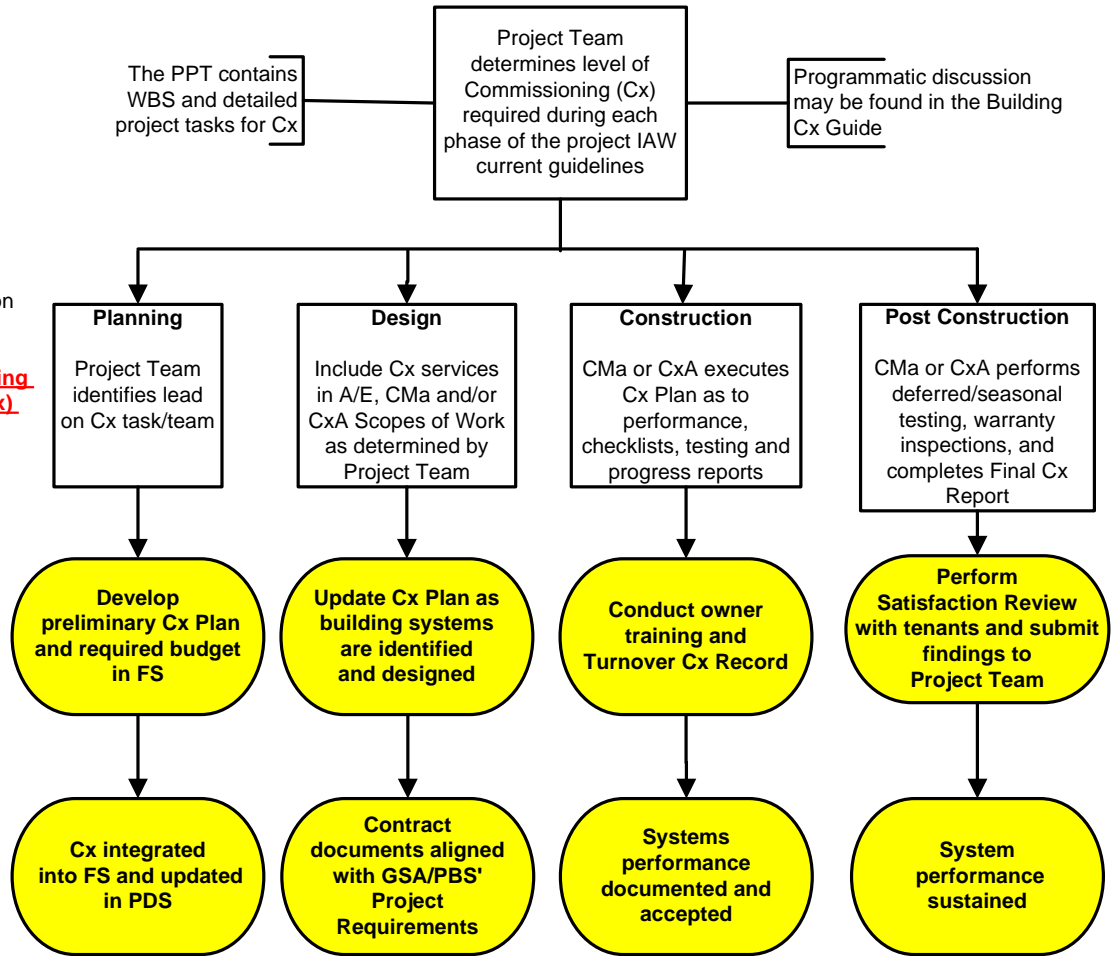 Project Team
determines level of
Commissioning (Cx)
required during each
phase of the project IAW
current guidelines
The PPT contains
WBS and detailed
project tasks for Cx
Programmatic discussion
may be found in the Building
Cx Guide
Planning
Project Team
identifies lead
on Cx task/team
Design
Include Cx services
in A/E, CMa and/or
CxA Scopes of Work
as determined by
Project Team
Construction
CMa or CxA executes
Cx Plan as to
performance,
checklists, testing and
progress reports
Post Construction
CMa or CxA performs
deferred/seasonal
testing, warranty
inspections, and
completes Final Cx
Report
Develop
preliminary Cx Plan
and required budget
in FS
Update Cx Plan as
building systems
are identified
and designed
Conduct owner
training and
Turnover Cx Record
Perform
Satisfaction Review
with tenants and submit
findings to
Project Team
Cx integrated
into FS and updated
in PDS
Contract
documents aligned
with GSA/PBS'
Project
Requirements
Systems
performance
documented and
accepted
System
performance
sustained